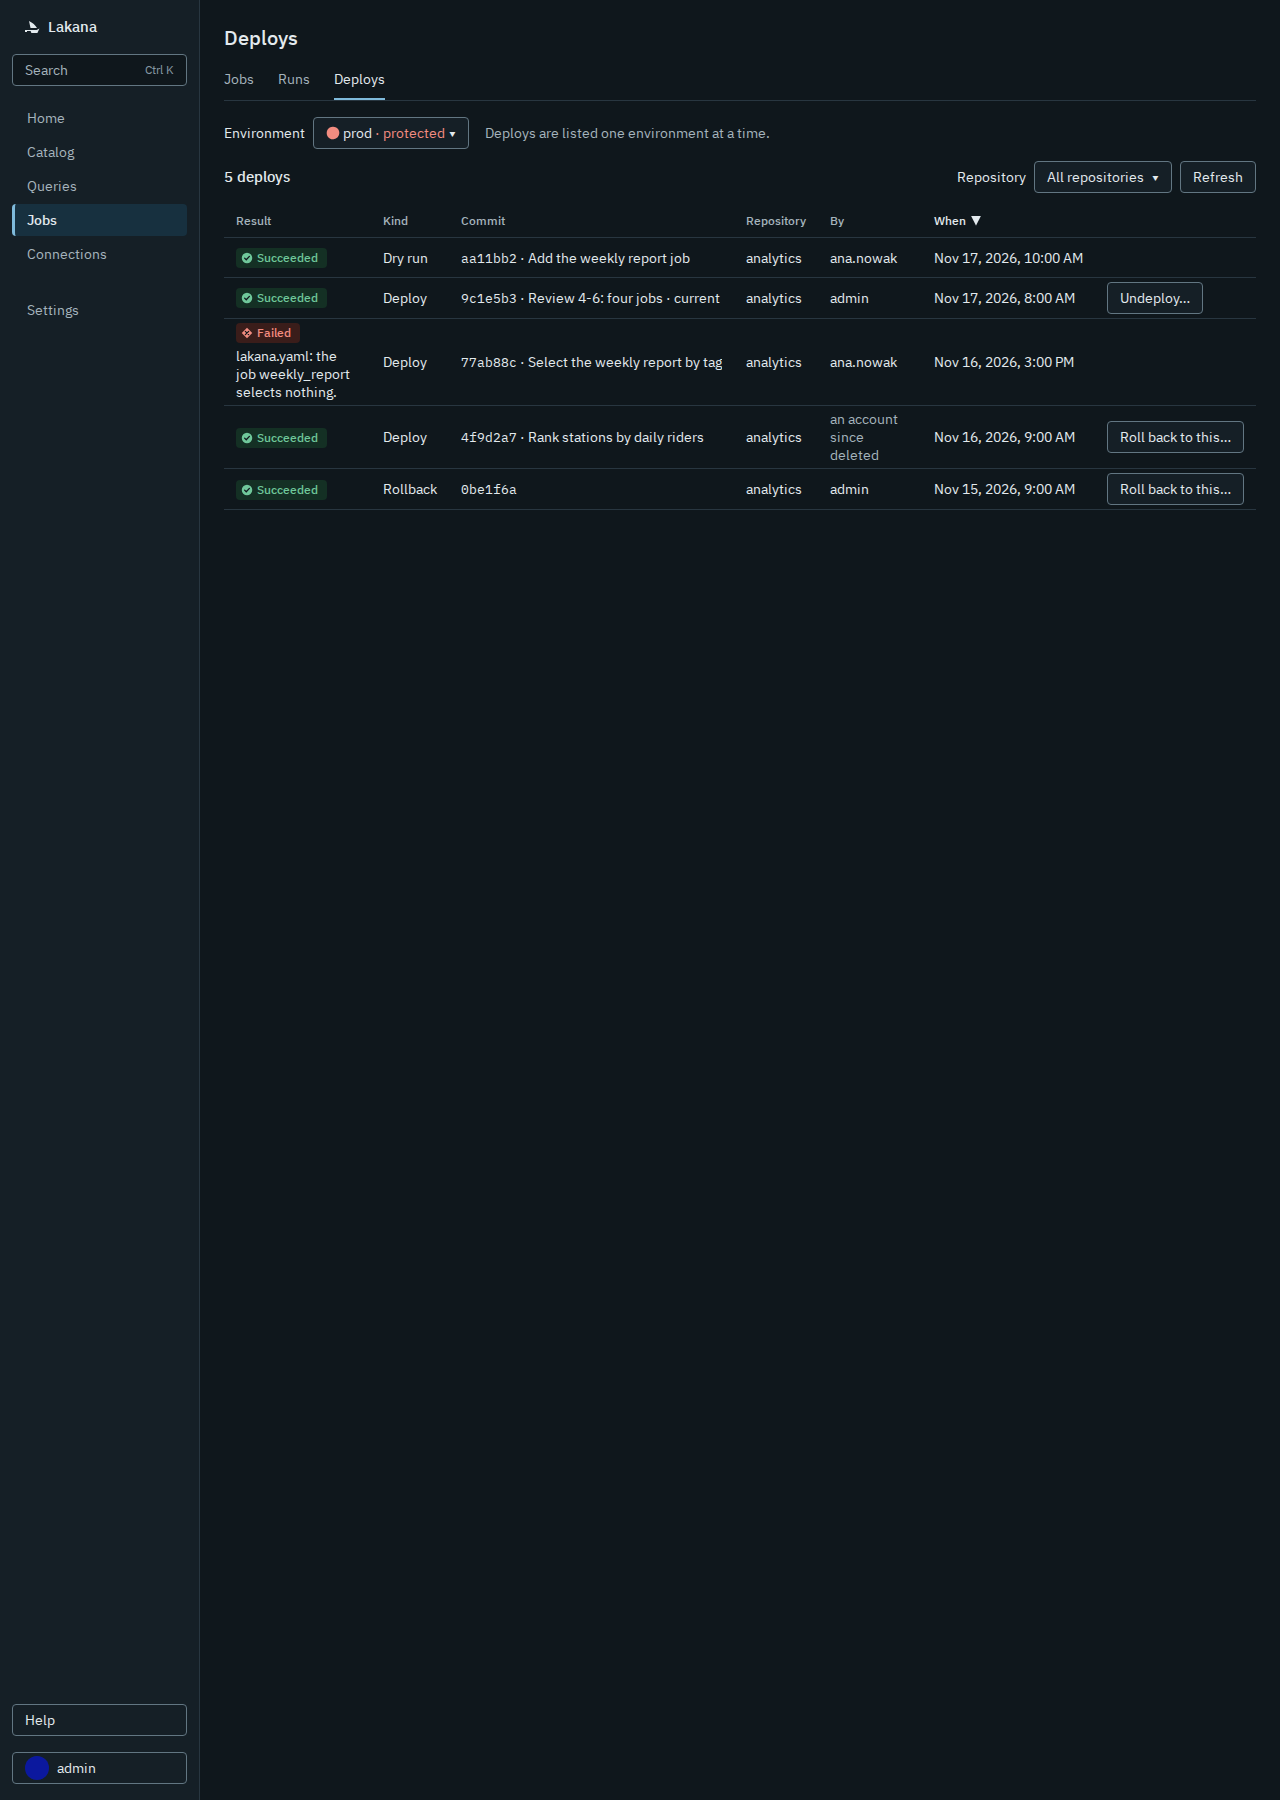 Lakana
Search Ctrl K
Home
Catalog
Queries
Jobs
Connections
Settings
Help
admin
Deploys
Jobs Runs Deploys
Environment prod · protected ▾ Deploys are listed one environment at a time.
5 deploys Repository All repositories ▾ Refresh
Result Kind Commit Repository By When ▼
Succeeded Dry run aa11bb2 · Add the weekly report job analytics ana.nowak Nov 17, 2026, 10:00 AM
Succeeded Deploy 9c1e5b3 · Review 4-6: four jobs · current analytics admin Nov 17, 2026, 8:00 AM Undeploy...
Failed
lakana.yaml: the
job weekly_report
selects nothing.
Deploy 77ab88c · Select the weekly report by tag analytics ana.nowak Nov 16, 2026, 3:00 PM
Succeeded Deploy 4f9d2a7 · Rank stations by daily riders analytics
an account
since
deleted
Nov 16, 2026, 9:00 AM Roll back to this...
Succeeded Rollback 0be1f6a analytics admin Nov 15, 2026, 9:00 AM Roll back to this...